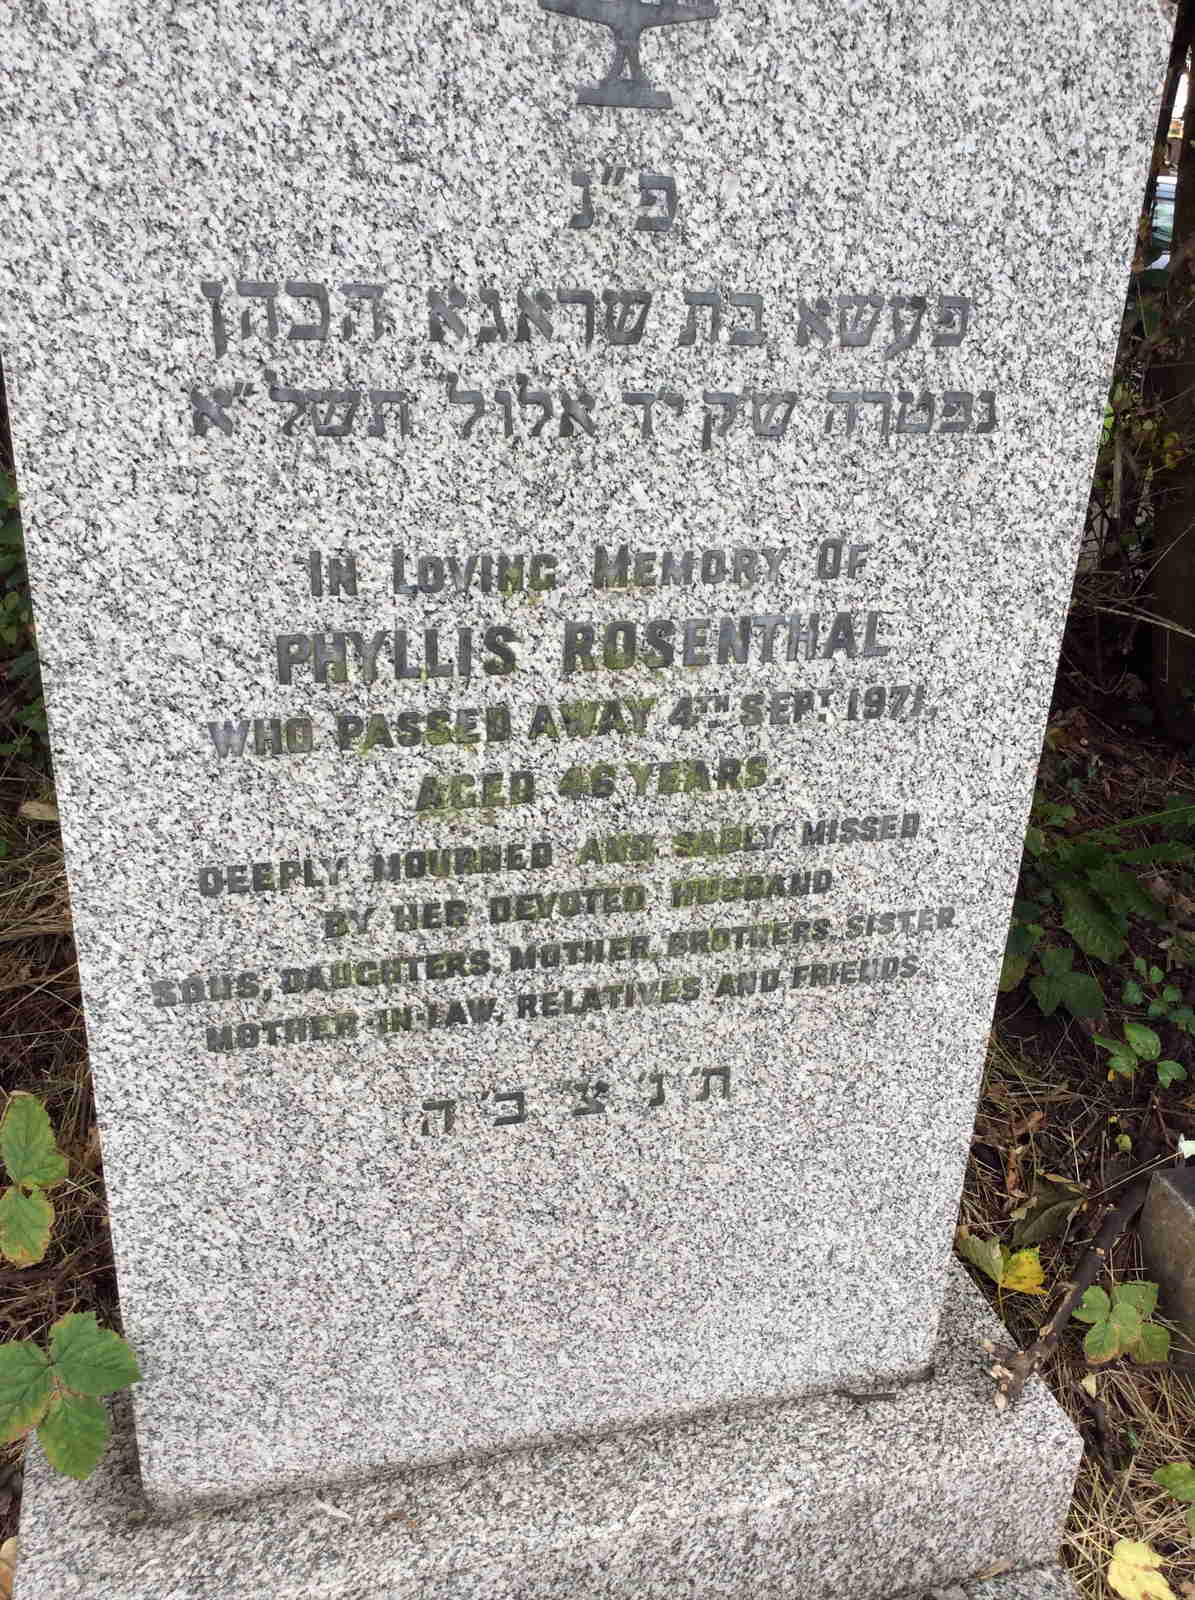 פ״נ
פעשא בת שראגא הכהן
נפטרה ש׳ק י׳ד אלול תשל״א
IN LOVING MEMORY OF
PHYLLIS ROSENTHAL
WHO PASSED AWAY 4TH SEPT. 1971.
AGED 46 YEARS.
DEEPLY MOURNED AND SADLY MISSED
BY HER DEVOTED HUSBAND
SONS, DAUGHTERS, MOTHER, BROTHERS, SISTER
MOTHER-IN-LAW, RELATIVES AND FRIENDS.
ת׳ נ׳ צ׳ ב׳ ה